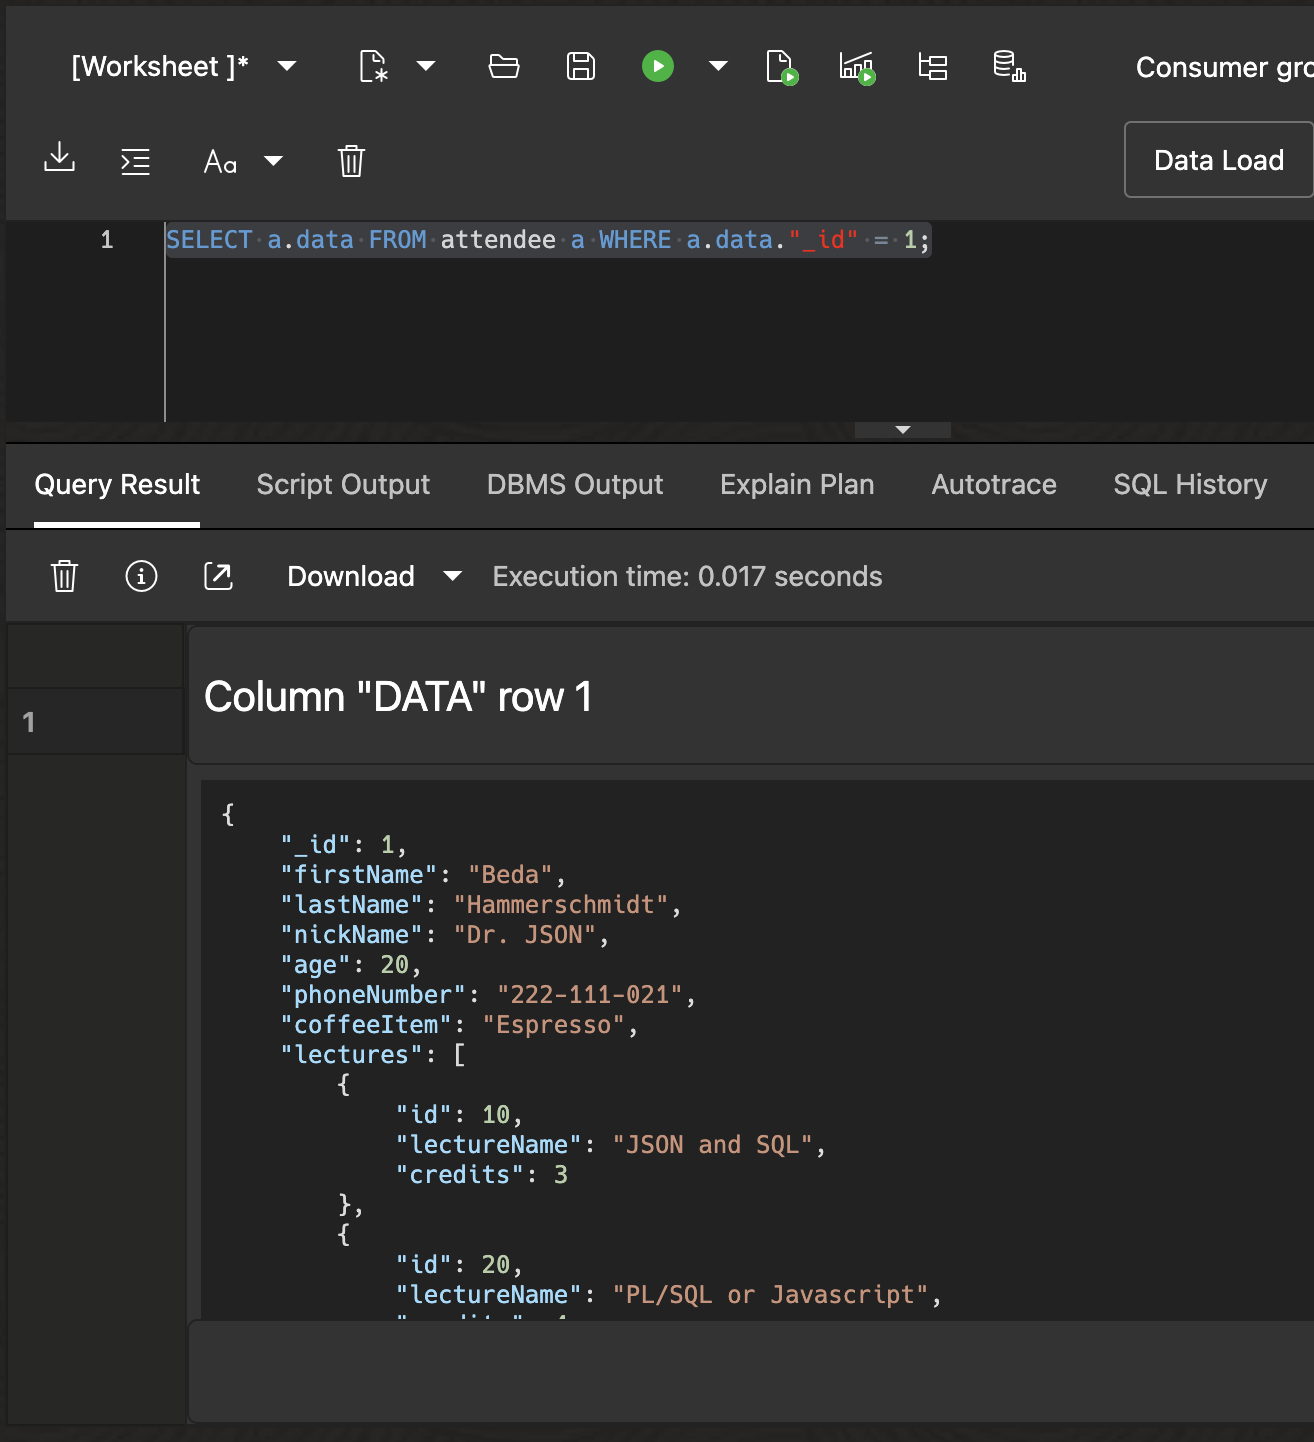 [Worksheet ]*
Consumer gro
Aa
Data Load
1 SELECT a.data FROM attendee a WHERE a.data."_id" = 1;
Query Result Script Output DBMS Output Explain Plan Autotrace SQL History
Download Execution time: 0.017 seconds
Column "DATA" row 1
1
{
"_id": 1,
"firstName": "Beda",
"lastName": "Hammerschmidt",
"nickName": "Dr. JSON",
"age": 20,
"phoneNumber": "222-111-021",
"coffeeItem": "Espresso",
"lectures": [
{
"id": 10,
"lectureName": "JSON and SQL",
"credits": 3
},
{
"id": 20,
"lectureName": "PL/SQL or Javascript",